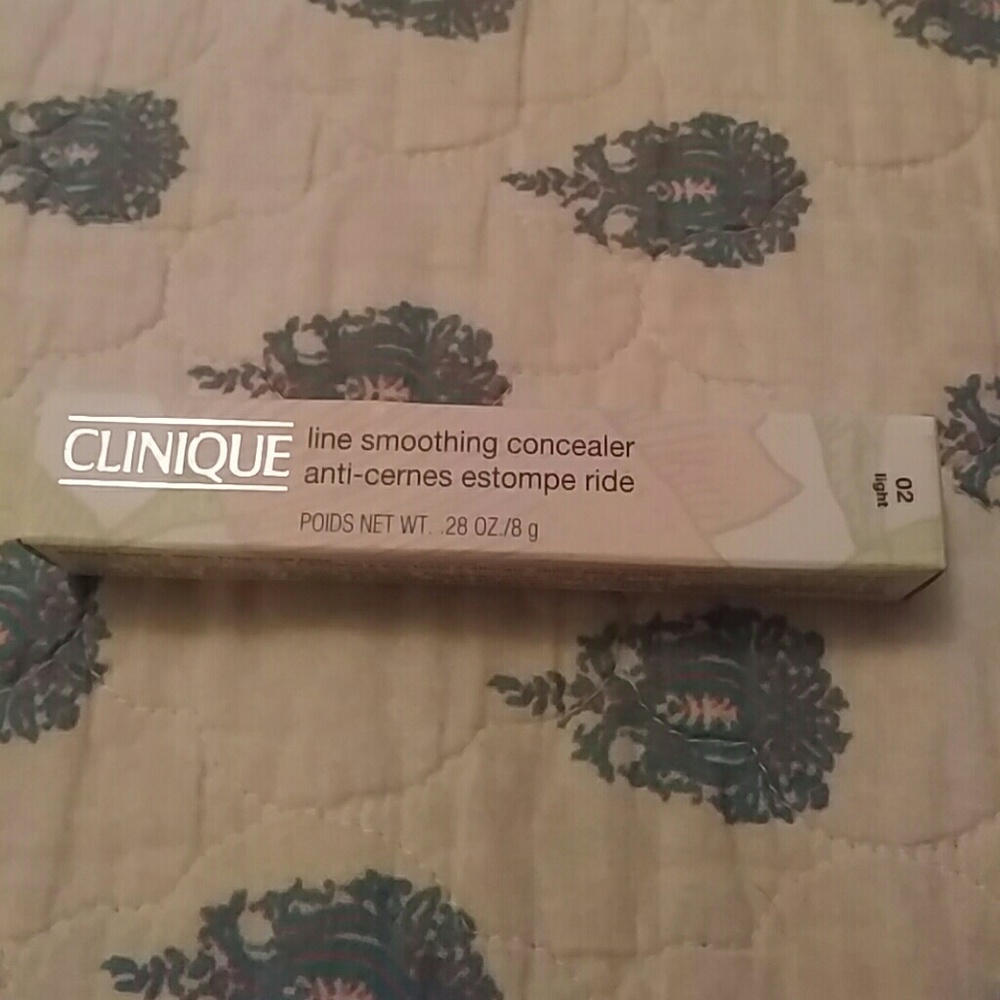 CLINIQUE
line smoothing concealer
anti-cernes estompe ride
POIDS NET WT. .28 OZ./8 g
02
light